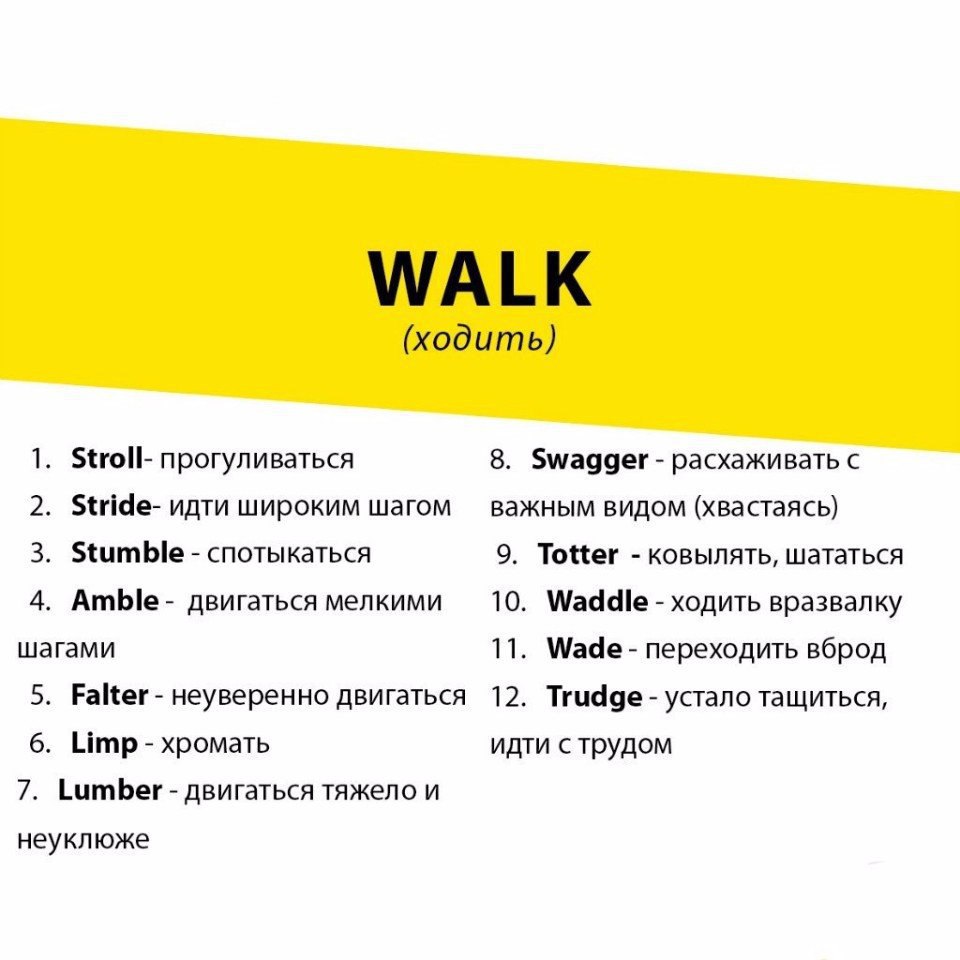 WALK
(ходить)
1. Stroll- прогуливаться
2. Stride- идти широким шагом
3. Stumble - спотыкаться
4. Amble - двигаться мелкими
шагами
5. Falter - неуверенно двигаться
6. Limp - хромать
7. Lumber - двигаться тяжело и
неуклюже
8. Swagger - расхаживать с
важным видом (хвастаясь)
9. Totter - ковылять, шататься
10. Waddle - ходить вразвалку
11. Wade - переходить вброд
12. Trudge - устало тащиться,
идти с трудом